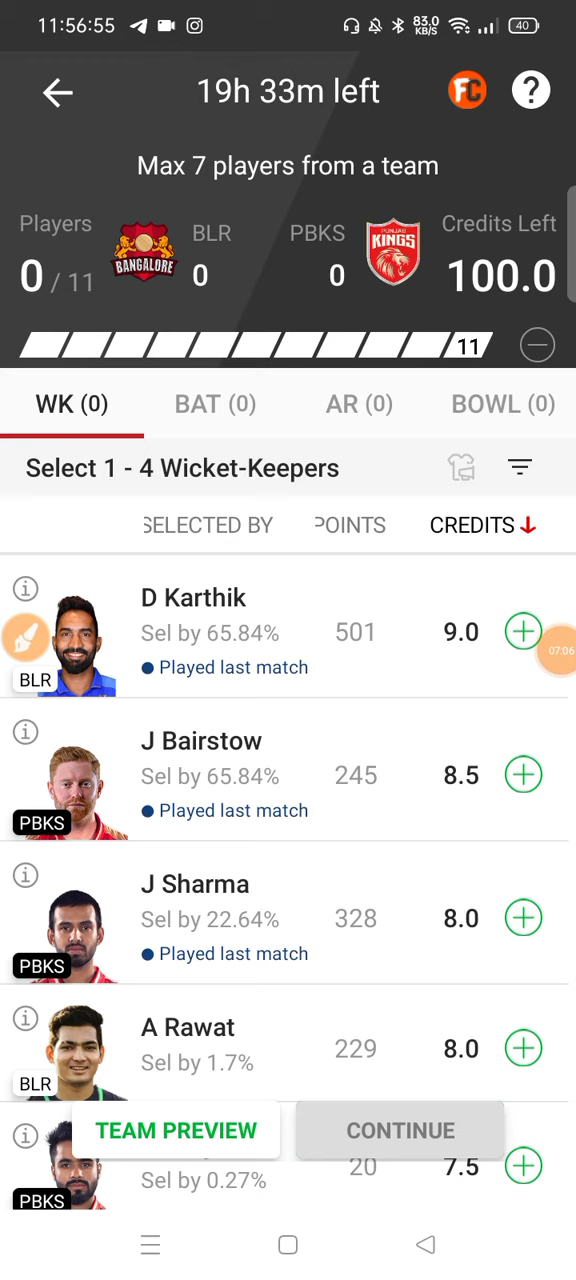 11:56:55
83.0 KB/S
40
19h 33m left
FC
?
Max 7 players from a team
Players BLR PBKS Credits Left
BANGALORE
PUNJAB KINGS
0 / 11 0 0 100.0
11
WK (0) BAT (0) AR (0) BOWL (0)
Select 1 - 4 Wicket-Keepers
SELECTED BY POINTS CREDITS
D Karthik
Sel by 65.84% 501 9.0
Played last match
BLR
07:06
J Bairstow
Sel by 65.84% 245 8.5
Played last match
PBKS
J Sharma
Sel by 22.64% 328 8.0
Played last match
PBKS
A Rawat
Sel by 1.7% 229 8.0
BLR
TEAM PREVIEW CONTINUE
Sel by 0.27% 20 7.5
PBKS